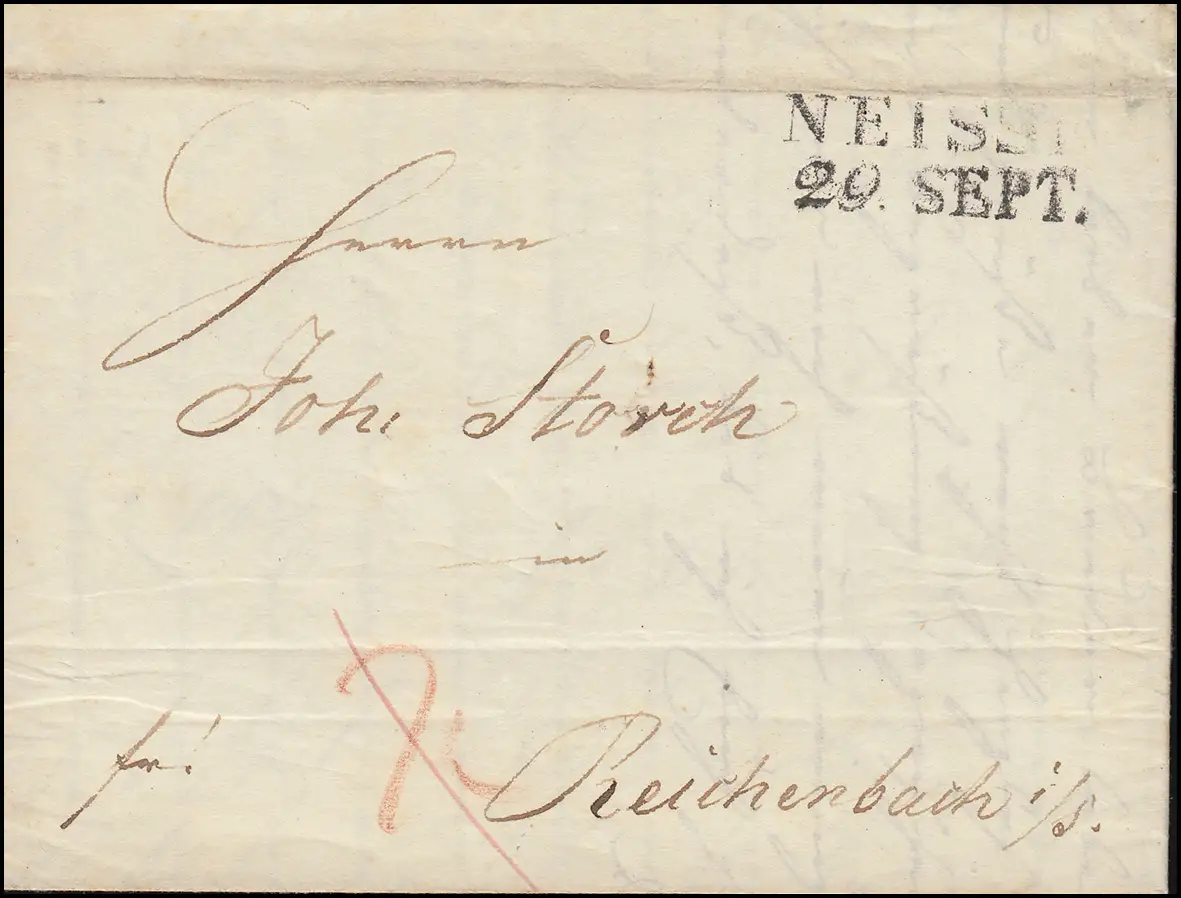 NEISSE
29. SEPT.
Herrn
Joh. Storch
in
fr.
Reichenbach i/S.